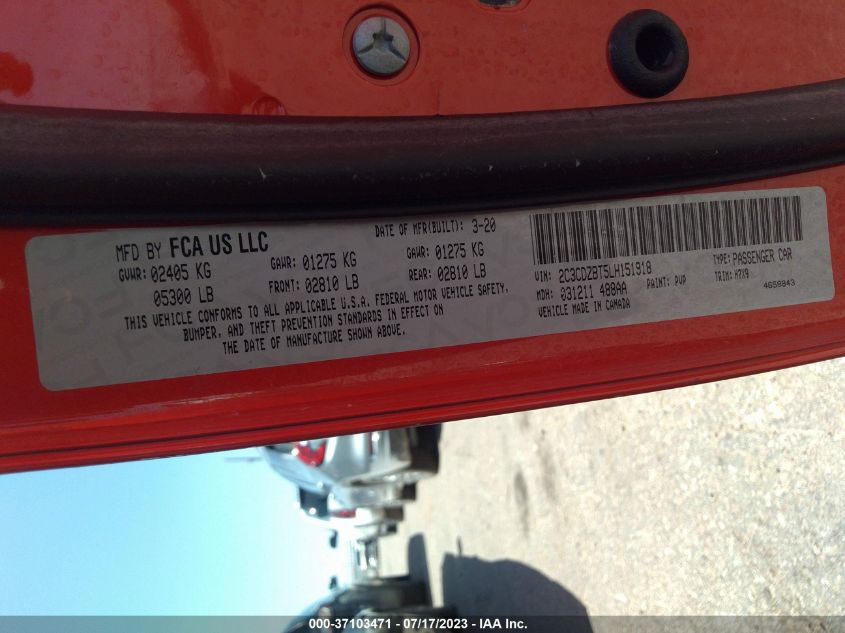 MFD BY FCA US LLC
DATE OF MFR(BUILT): 3-20
GVWR: 02405 KG
GAWR: 01275 KG
GAWR: 01275 KG
05300 LB
FRONT: 02810 LB
REAR: 02810 LB
THIS VEHICLE CONFORMS TO ALL APPLICABLE U.S.A. FEDERAL MOTOR VEHICLE SAFETY,
BUMPER, AND THEFT PREVENTION STANDARDS IN EFFECT ON
THE DATE OF MANUFACTURE SHOWN ABOVE.
VIN: 2C3CDZBT5LH151918
TYPE: PASSENGER CAR
MDH: 031211 488AA
PAINT: PVP
TRIM: H7X9
VEHICLE MADE IN CANADA
4658843
000-37103471 / 07/17/2023 - IAA Inc.